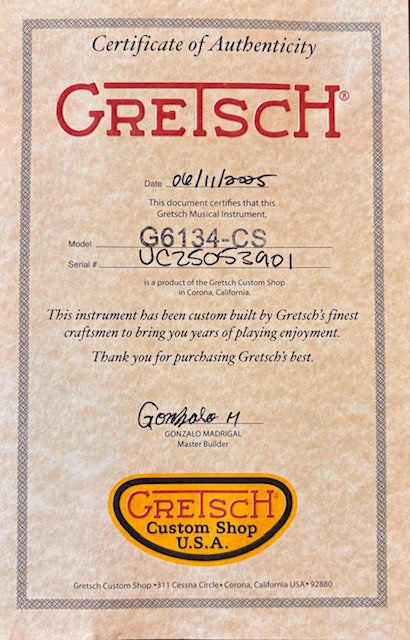 Certificate of Authenticity
GRETSCH®
Date 06/11/2025
This document certifies that this
Gretsch Musical Instrument,
Model G6134-CS
Serial # UC25053901
is a product of the Gretsch Custom Shop
in Corona, California.
This instrument has been custom built by Gretsch's finest
craftsmen to bring you years of playing enjoyment.
Thank you for purchasing Gretsch's best.
Gonzalo M
GONZALO MADRIGAL
Master Builder
GRETSCH®
Custom Shop
U.S.A.
Gretsch Custom Shop •311 Cessna Circle• Corona, California USA• 92880